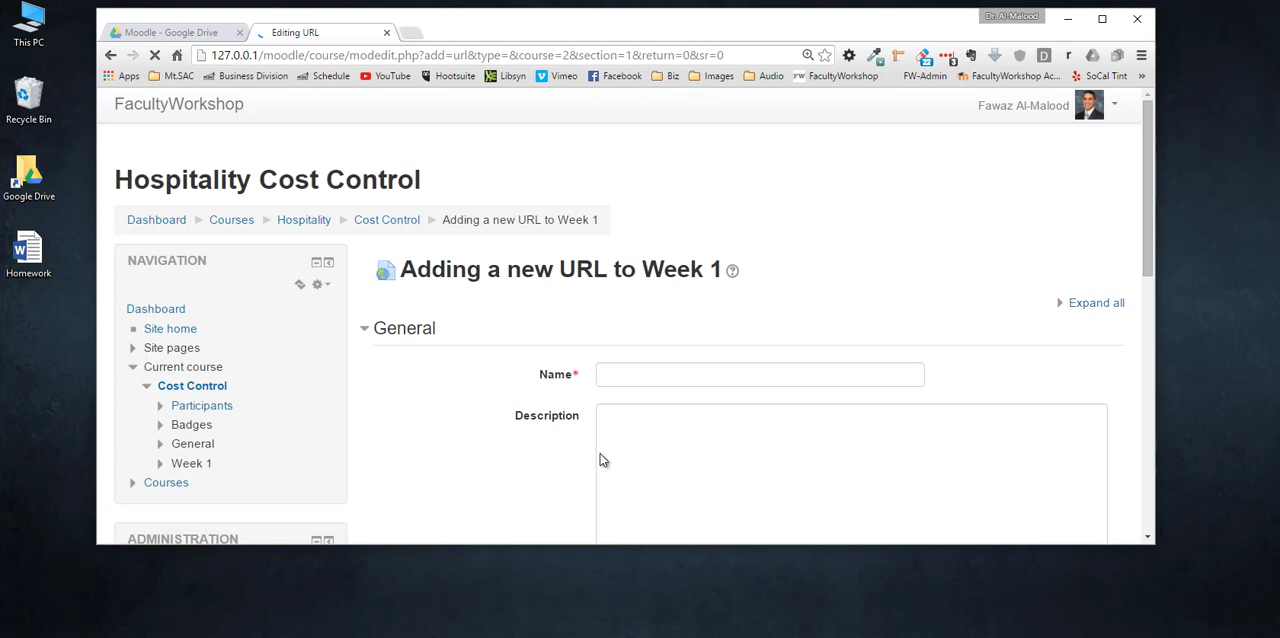 This PC
Recycle Bin
Google Drive
Homework
Dr. Al-Malood
Moodle - Google Drive
Editing URL
127.0.0.1/moodle/course/modedit.php?add=url&type=&course=2&section=1&return=0&sr=0
22
3
D
r
Apps Mt.SAC Business Division Schedule YouTube Hootsuite Libsyn Vimeo Facebook Biz Images Audio FW FacultyWorkshop FW-Admin FacultyWorkshop Ac... SoCal Tint »
FacultyWorkshop
Fawaz Al-Malood
Hospitality Cost Control
Dashboard Courses Hospitality Cost Control Adding a new URL to Week 1
NAVIGATION
Dashboard
Site home
Site pages
Current course
Cost Control
Participants
Badges
General
Week 1
Courses
ADMINISTRATION
Adding a new URL to Week 1
Expand all
General
Name*
Description